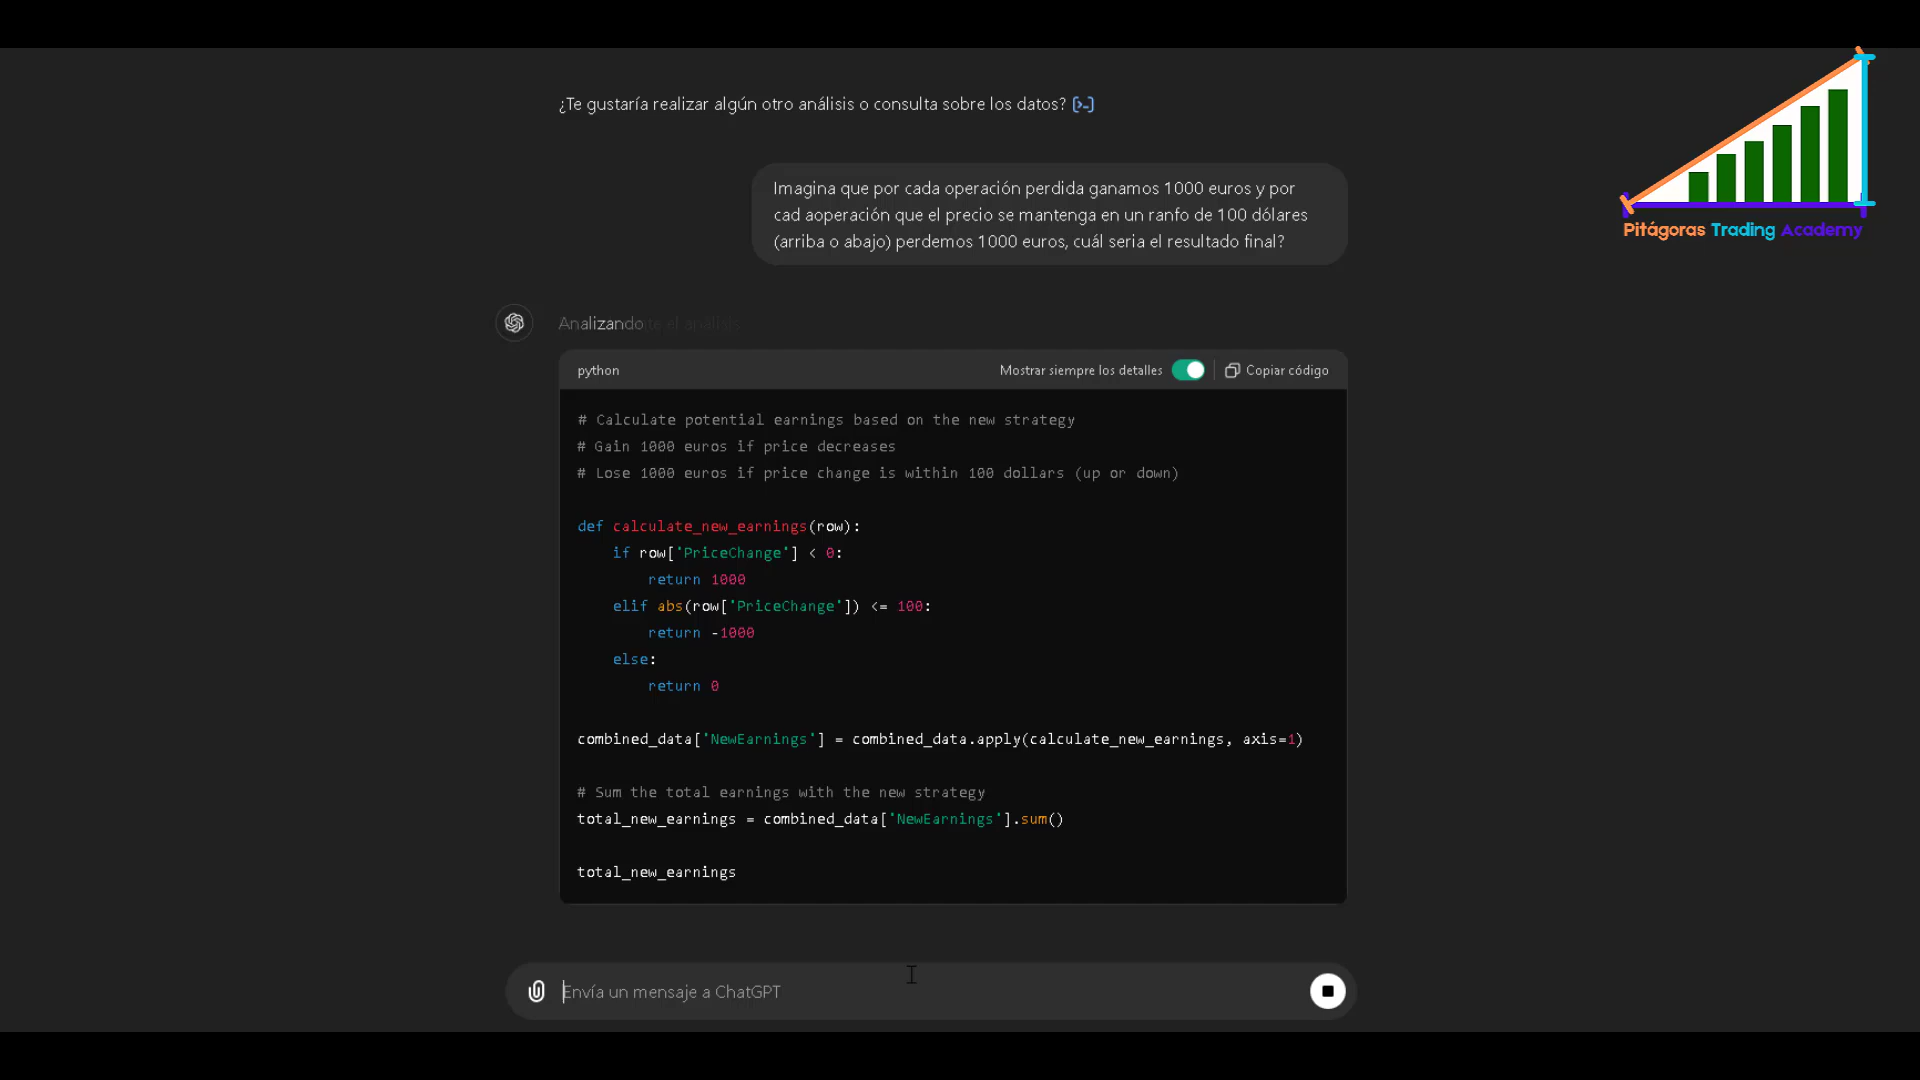 ¿Te gustaría realizar algún otro análisis o consulta sobre los datos? [>-]
Imagina que por cada operación perdida ganamos 1000 euros y por
cad aoperación que el precio se mantenga en un ranfo de 100 dólares
(arriba o abajo) perdemos 1000 euros, cuál seria el resultado final?
Pitágoras Trading Academy
Analizando
python
Mostrar siempre los detalles
Copiar código
# Calculate potential earnings based on the new strategy
# Gain 1000 euros if price decreases
# Lose 1000 euros if price change is within 100 dollars (up or down)
def calculate_new_earnings(row):
    if row['PriceChange'] < 0:
        return 1000
    elif abs(row['PriceChange']) <= 100:
        return -1000
    else:
        return 0
combined_data['NewEarnings'] = combined_data.apply(calculate_new_earnings, axis=1)
# Sum the total earnings with the new strategy
total_new_earnings = combined_data['NewEarnings'].sum()
total_new_earnings
Envía un mensaje a ChatGPT